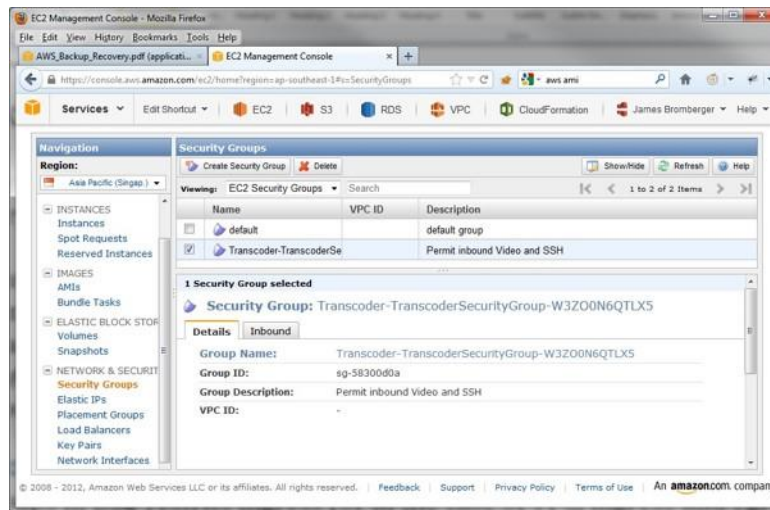 EC2 Management Console - Mozilla Firefox
File Edit View History Bookmarks Tools Help
AWS_Backup_Recovery.pdf (applicati... EC2 Management Console
https://console.aws.amazon.com/ec2/home?region=ap-southeast-1#s=SecurityGroups aws ami
Services Edit Shortcut EC2 S3 RDS VPC CloudFormation James Bromberger Help
Navigation
Region:
Asia Pacific (Singap.)
INSTANCES
Instances
Spot Requests
Reserved Instances
IMAGES
AMIs
Bundle Tasks
ELASTIC BLOCK STOR
Volumes
Snapshots
NETWORK & SECURIT
Security Groups
Elastic IPs
Placement Groups
Load Balancers
Key Pairs
Network Interfaces
Security Groups
Create Security Group Delete Show/Hide Refresh Help
Viewing: EC2 Security Groups Search 1 to 2 of 2 Items
Name VPC ID Description
default default group
Transcoder-TranscoderSe Permit inbound Video and SSH
1 Security Group selected
Security Group: Transcoder-TranscoderSecurityGroup-W3ZO0N6QTLX5
Details Inbound
Group Name: Transcoder-TranscoderSecurityGroup-W3ZO0N6QTLX5
Group ID: sg-58300d0a
Group Description: Permit inbound Video and SSH
VPC ID: -
© 2008 - 2012, Amazon Web Services LLC or its affiliates. All rights reserved. Feedback Support Privacy Policy Terms of Use An amazon.com compan